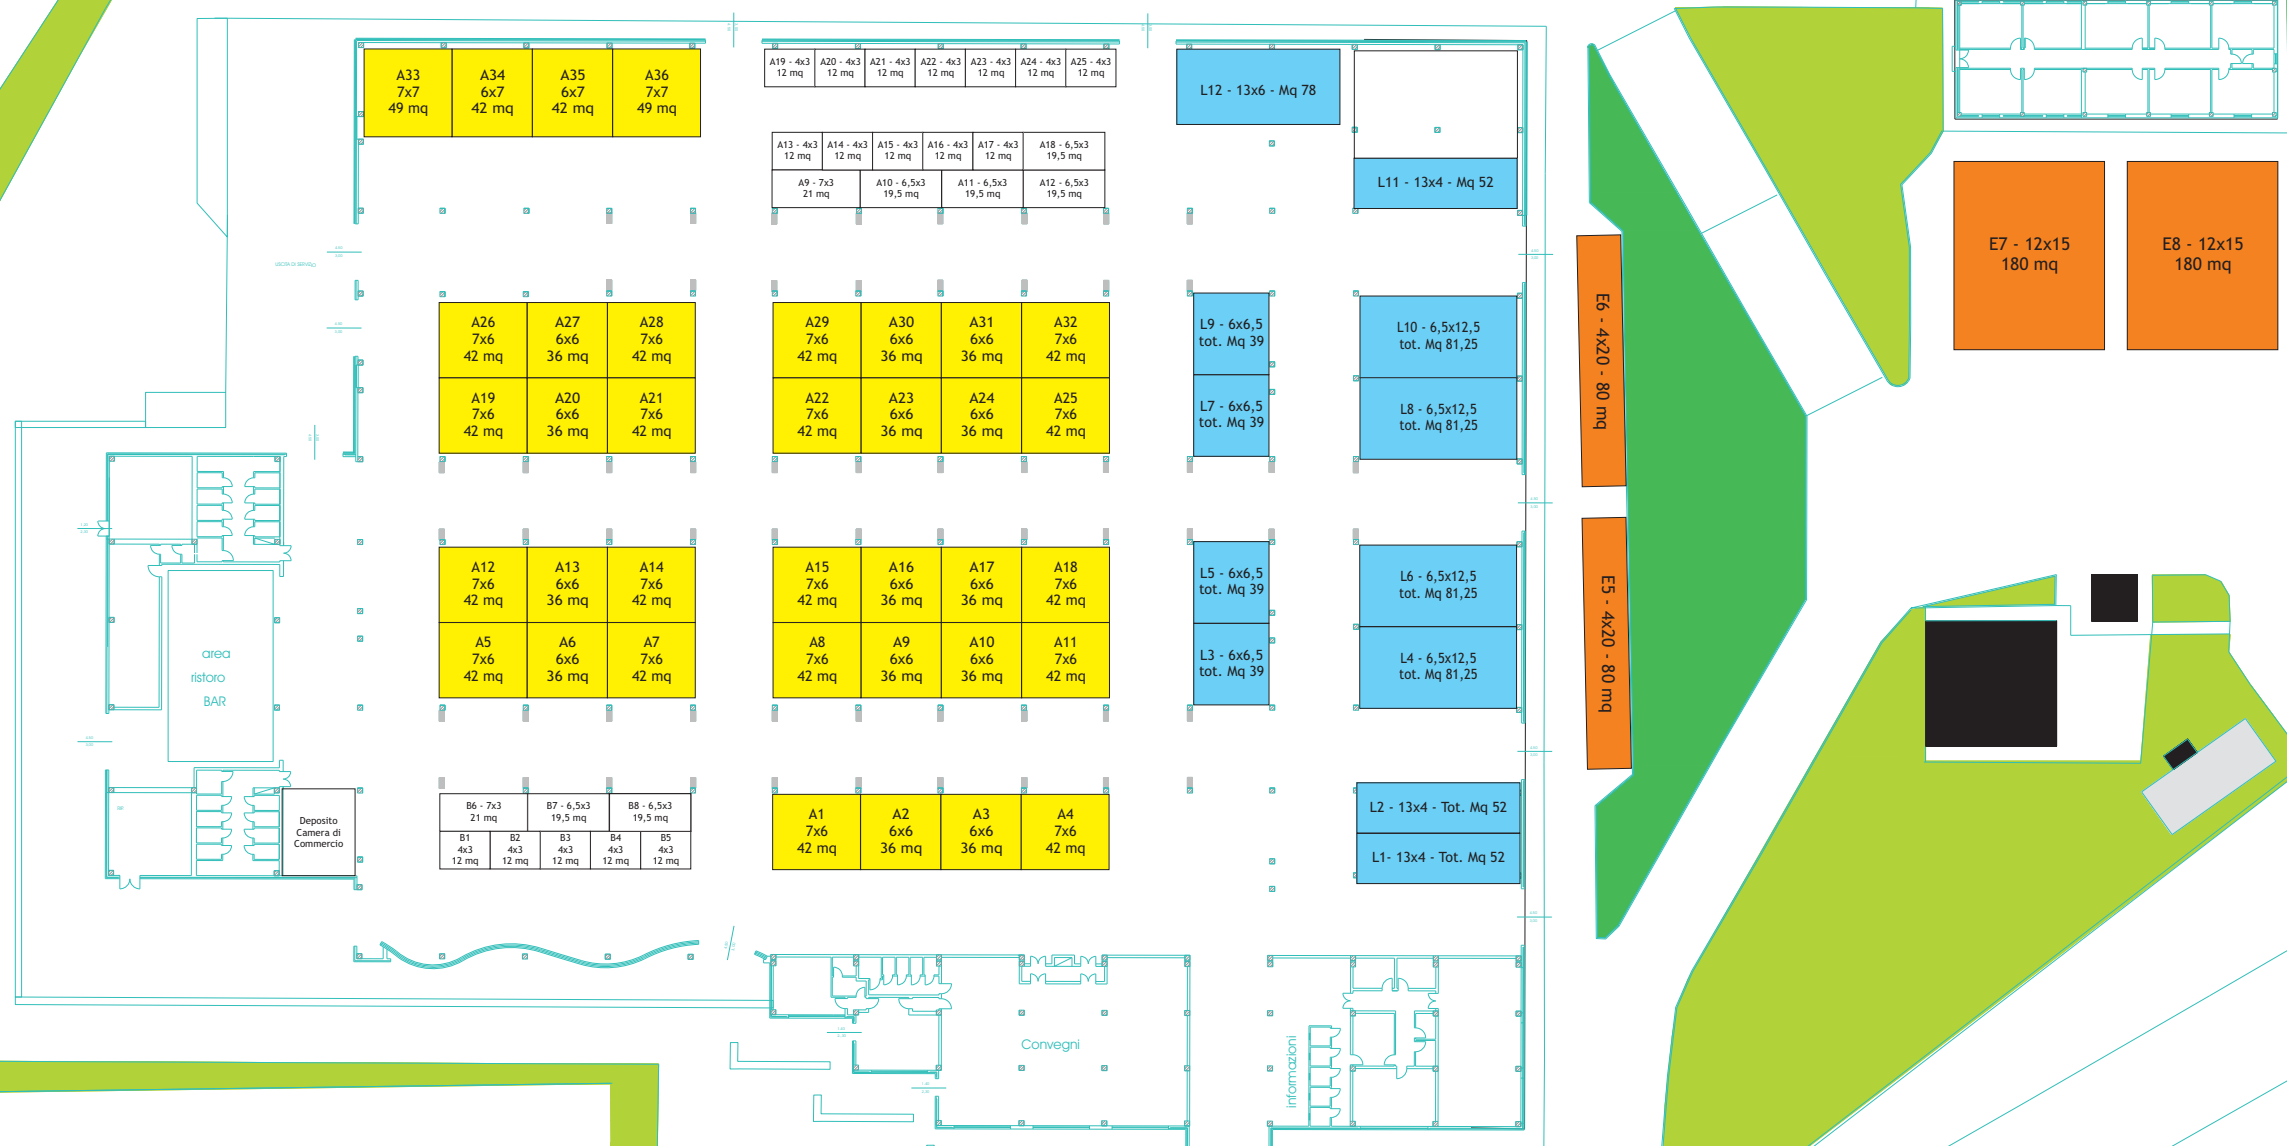 A33
7x7
49 mq
A34
6x7
42 mq
A35
6x7
42 mq
A36
7x7
49 mq
A19 - 4x3
12 mq
A20 - 4x3
12 mq
A21 - 4x3
12 mq
A22 - 4x3
12 mq
A23 - 4x3
12 mq
A24 - 4x3
12 mq
A25 - 4x3
12 mq
L12 - 13x6 - Mq 78
A13 - 4x3
12 mq
A14 - 4x3
12 mq
A15 - 4x3
12 mq
A16 - 4x3
12 mq
A17 - 4x3
12 mq
A18 - 6,5x3
19,5 mq
A9 - 7x3
21 mq
A10 - 6,5x3
19,5 mq
A11 - 6,5x3
19,5 mq
A12 - 6,5x3
19,5 mq
L11 - 13x4 - Mq 52
E7 - 12x15
180 mq
E8 - 12x15
180 mq
USCITA DI SERVIZIO
A26
7x6
42 mq
A27
6x6
36 mq
A28
7x6
42 mq
A29
7x6
42 mq
A30
6x6
36 mq
A31
6x6
36 mq
A32
7x6
42 mq
L9 - 6x6,5
tot. Mq 39
L10 - 6,5x12,5
tot. Mq 81,25
E6 - 4x20 - 80 mq
A19
7x6
42 mq
A20
6x6
36 mq
A21
7x6
42 mq
A22
7x6
42 mq
A23
6x6
36 mq
A24
6x6
36 mq
A25
7x6
42 mq
L7 - 6x6,5
tot. Mq 39
L8 - 6,5x12,5
tot. Mq 81,25
A12
7x6
42 mq
A13
6x6
36 mq
A14
7x6
42 mq
A15
7x6
42 mq
A16
6x6
36 mq
A17
6x6
36 mq
A18
7x6
42 mq
L5 - 6x6,5
tot. Mq 39
L6 - 6,5x12,5
tot. Mq 81,25
E5 - 4x20 - 80 mq
area
ristoro
BAR
A5
7x6
42 mq
A6
6x6
36 mq
A7
7x6
42 mq
A8
7x6
42 mq
A9
6x6
36 mq
A10
6x6
36 mq
A11
7x6
42 mq
L3 - 6x6,5
tot. Mq 39
L4 - 6,5x12,5
tot. Mq 81,25
B6 - 7x3
21 mq
B7 - 6,5x3
19,5 mq
B8 - 6,5x3
19,5 mq
B1
4x3
12 mq
B2
4x3
12 mq
B3
4x3
12 mq
B4
4x3
12 mq
B5
4x3
12 mq
A1
7x6
42 mq
A2
6x6
36 mq
A3
6x6
36 mq
A4
7x6
42 mq
L2 - 13x4 - Tot. Mq 52
L1- 13x4 - Tot. Mq 52
Deposito
Camera di
Commercio
Convegni
informazioni